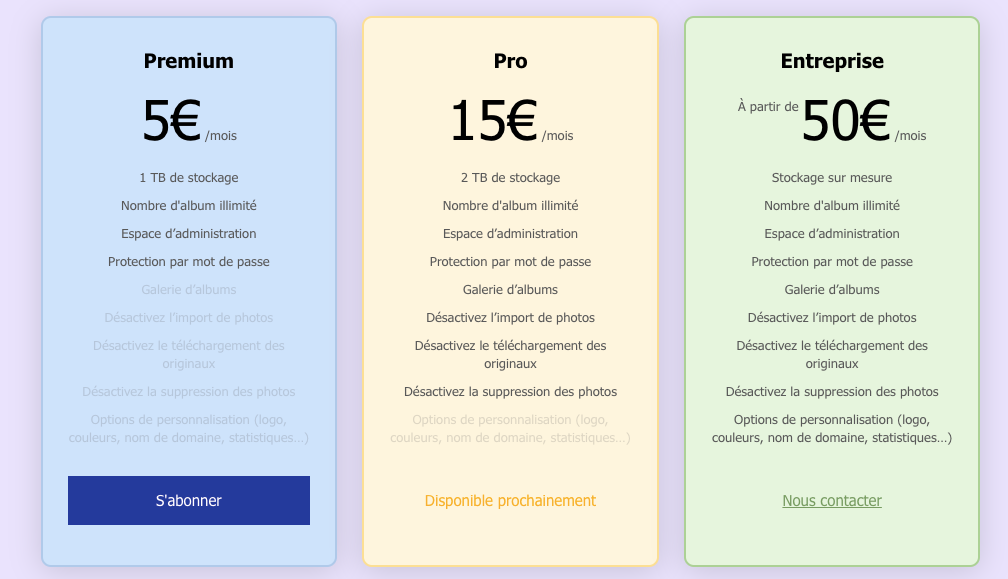 Premium
5€ /mois
1 TB de stockage
Nombre d'album illimité
Espace d’administration
Protection par mot de passe
Galerie d’albums
Désactivez l’import de photos
Désactivez le téléchargement des
originaux
Désactivez la suppression des photos
Options de personnalisation (logo,
couleurs, nom de domaine, statistiques…)
S'abonner
Pro
15€ /mois
2 TB de stockage
Nombre d'album illimité
Espace d’administration
Protection par mot de passe
Galerie d’albums
Désactivez l’import de photos
Désactivez le téléchargement des
originaux
Désactivez la suppression des photos
Options de personnalisation (logo,
couleurs, nom de domaine, statistiques…)
Disponible prochainement
Entreprise
À partir de 50€ /mois
Stockage sur mesure
Nombre d'album illimité
Espace d’administration
Protection par mot de passe
Galerie d’albums
Désactivez l’import de photos
Désactivez le téléchargement des
originaux
Désactivez la suppression des photos
Options de personnalisation (logo,
couleurs, nom de domaine, statistiques…)
Nous contacter